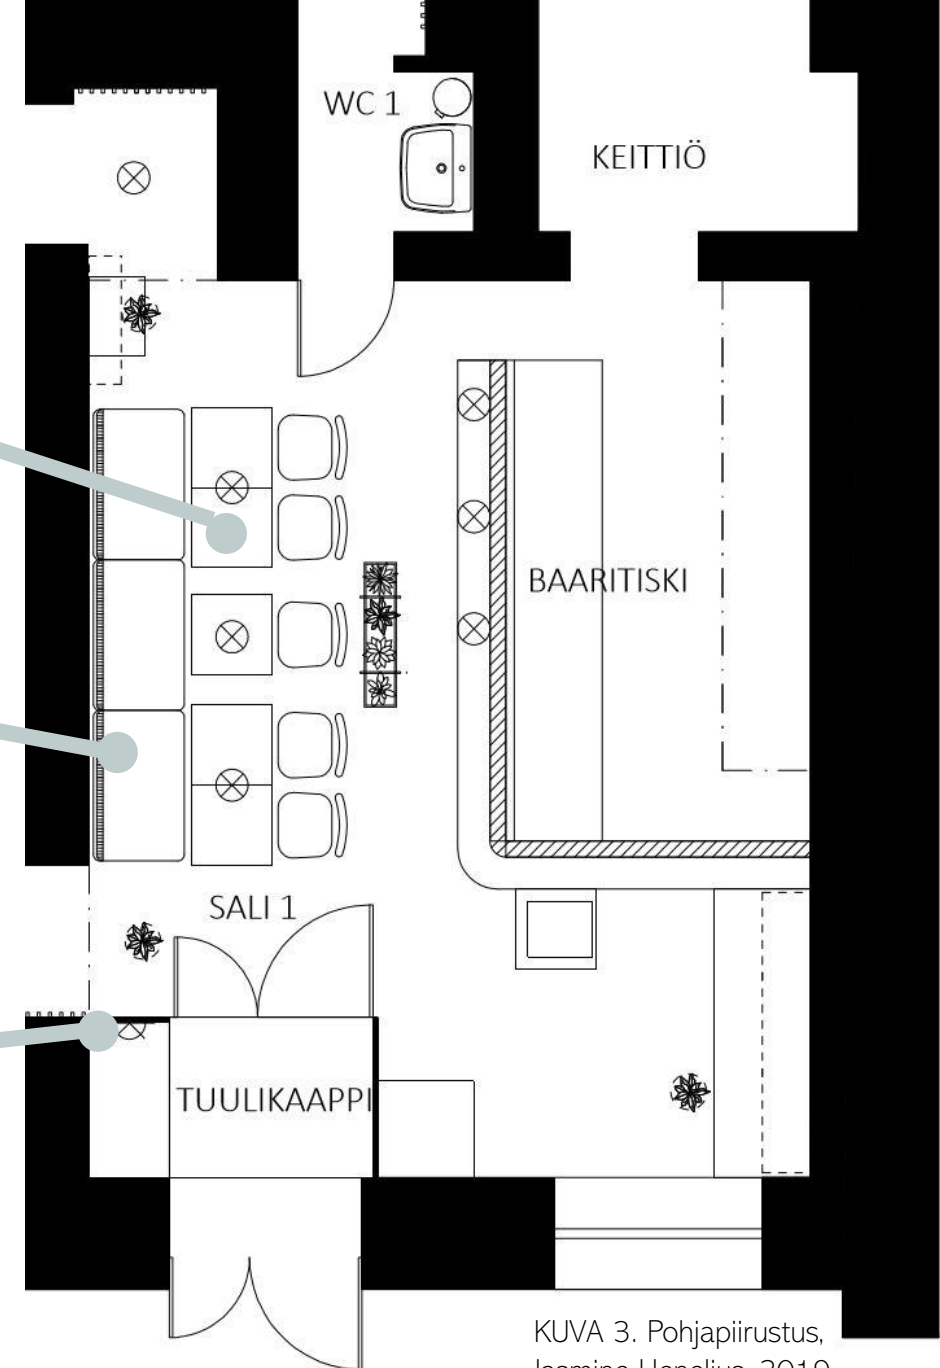 WC 1
KEITTIÖ
BAARITISKI
SALI 1
TUULIKAAPPI
KUVA 3. Pohjapiirustus,